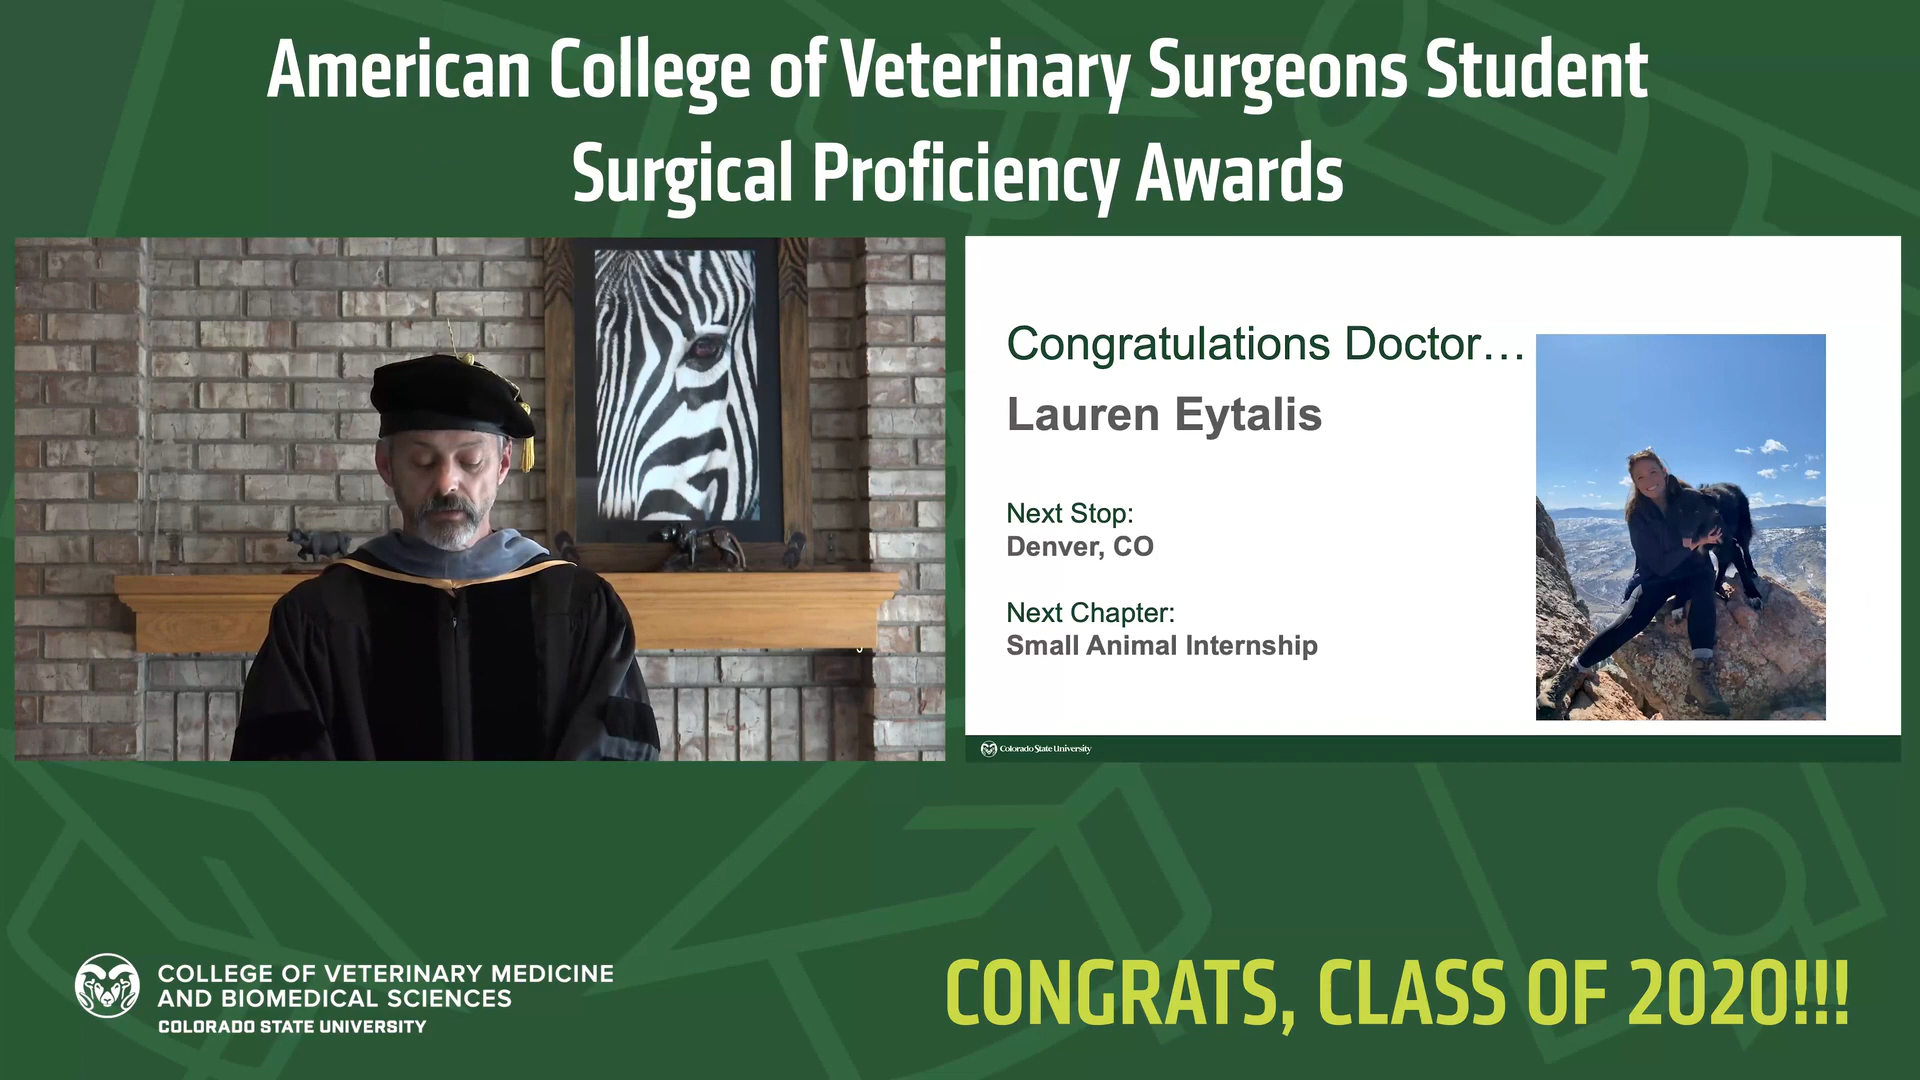 American College of Veterinary Surgeons Student
Surgical Proficiency Awards
Congratulations Doctor…
Lauren Eytalis
Next Stop:
Denver, CO
Next Chapter:
Small Animal Internship
Colorado State University
COLLEGE OF VETERINARY MEDICINE
AND BIOMEDICAL SCIENCES
COLORADO STATE UNIVERSITY
CONGRATS, CLASS OF 2020!!!